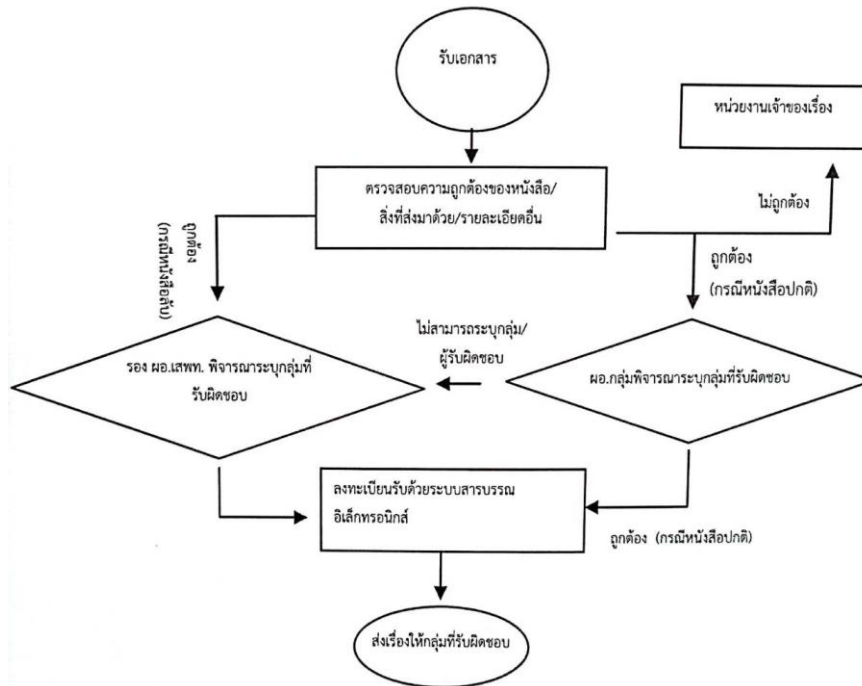 รับเอกสาร
หน่วยงานเจ้าของเรื่อง
ตรวจสอบความถูกต้องของหนังสือ/
สิ่งที่ส่งมาด้วย/รายละเอียดอื่น
ไม่ถูกต้อง
ถูกต้อง
(กรณีหนังสือลับ)
ถูกต้อง
(กรณีหนังสือปกติ)
ไม่สามารถระบุกลุ่ม/
ผู้รับผิดชอบ
รอง ผอ.เสพท. พิจารณาระบุกลุ่มที่
รับผิดชอบ
ผอ.กลุ่มพิจารณาระบุกลุ่มที่รับผิดชอบ
ลงทะเบียนรับด้วยระบบสารบรรณ
อิเล็กทรอนิกส์
ถูกต้อง (กรณีหนังสือปกติ)
ส่งเรื่องให้กลุ่มที่รับผิดชอบ